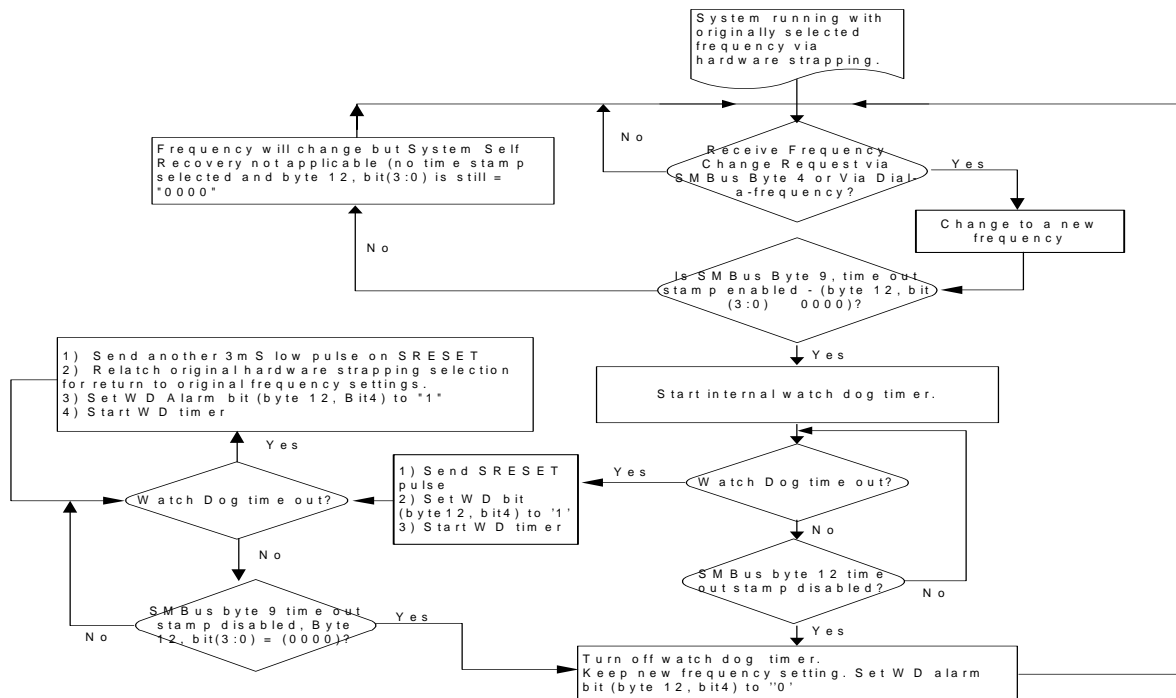 System running with
originally selected
frequency via
hardware strapping.
No
Receive Frequency
Change Request via
SMBus Byte 4 or Via Dial-
a-frequency?
Yes
Frequency will change but System Self
Recovery not applicable (no time stamp
selected and byte 12, bit(3:0) is still =
"0000"
Change to a new
frequency
No
Is SMBus Byte 9, time out
stamp enabled - (byte 12, bit
(3:0) 0000)?
Yes
1) Send another 3mS low pulse on SRESET
2) Relatch original hardware strapping selection
for return to original frequency settings.
3) Set WD Alarm bit (byte 12, Bit4) to "1"
4) Start WD timer
Start internal watch dog timer.
Yes
Watch Dog time out?
1) Send SRESET
pulse
2) Set WD bit
(byte12, bit4) to '1'
3) Start WD timer
Yes
Watch Dog time out?
No
No
SMBus byte 12 time
out stamp disabled?
No
SMBus byte 9 time out
stamp disabled, Byte
12, bit(3:0) = (0000)?
No
Yes
Yes
Turn off watch dog timer.
Keep new frequency setting. Set WD alarm
bit (byte 12, bit4) to ''0'